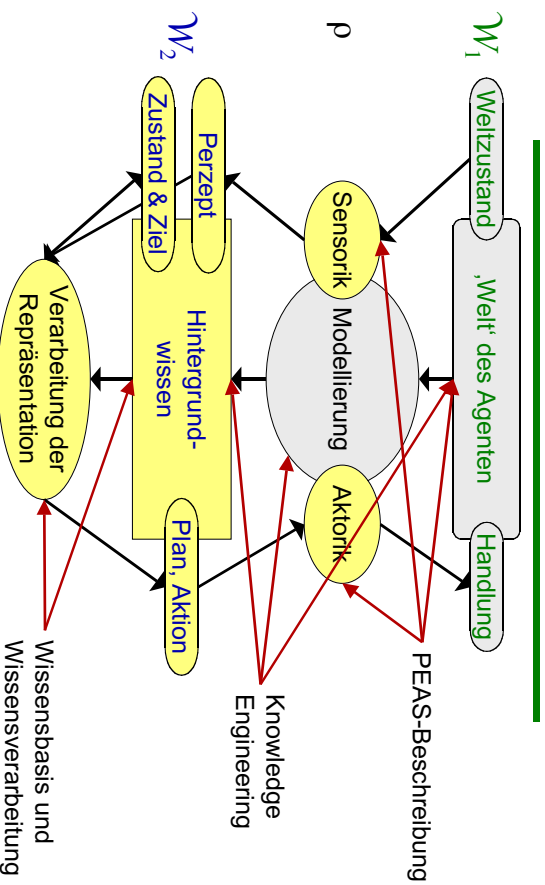 𝒲1
Weltzustand
‚Welt‘ des Agenten
Handlung
PEAS-Beschreibung
ρ
Sensorik
Modellierung
Aktorik
Knowledge
Engineering
𝒲2
Perzept
Zustand & Ziel
Hintergrund-
wissen
Plan, Aktion
Verarbeitung der
Repräsentation
Wissensbasis und
Wissensverarbeitung